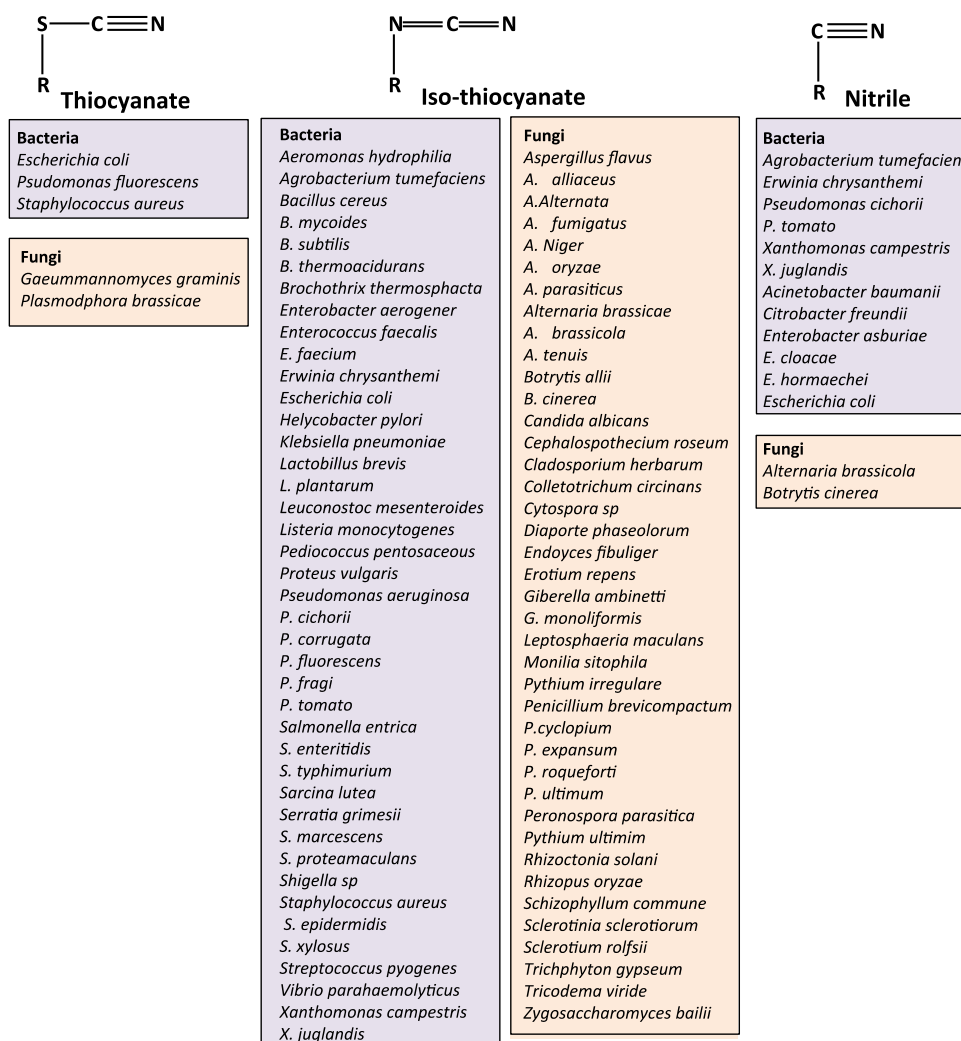 S C N
R
Thiocyanate
Bacteria
Escherichia coli
Psudomonas fluorescens
Staphylococcus aureus
Fungi
Gaeummannomyces graminis
Plasmodphora brassicae
N C N
R
Iso-thiocyanate
Bacteria
Aeromonas hydrophilia
Agrobacterium tumefaciens
Bacillus cereus
B. mycoides
B. subtilis
B. thermoacidurans
Brochothrix thermosphacta
Enterobacter aerogener
Enterococcus faecalis
E. faecium
Erwinia chrysanthemi
Escherichia coli
Helycobacter pylori
Klebsiella pneumoniae
Lactobillus brevis
L. plantarum
Leuconostoc mesenteroides
Listeria monocytogenes
Pediococcus pentosaceous
Proteus vulgaris
Pseudomonas aeruginosa
P. cichorii
P. corrugata
P. fluorescens
P. fragi
P. tomato
Salmonella entrica
S. enteritidis
S. typhimurium
Sarcina lutea
Serratia grimesii
S. marcescens
S. proteamaculans
Shigella sp
Staphylococcus aureus
S. epidermidis
S. xylosus
Streptococcus pyogenes
Vibrio parahaemolyticus
Xanthomonas campestris
X. juglandis
Fungi
Aspergillus flavus
A. alliaceus
A.Alternata
A. fumigatus
A. Niger
A. oryzae
A. parasiticus
Alternaria brassicae
A. brassicola
A. tenuis
Botrytis allii
B. cinerea
Candida albicans
Cephalospothecium roseum
Cladosporium herbarum
Colletotrichum circinans
Cytospora sp
Diaporte phaseolorum
Endoyces fibuliger
Erotium repens
Giberella ambinetti
G. monoliformis
Leptosphaeria maculans
Monilia sitophila
Pythium irregulare
Penicillium brevicompactum
P.cyclopium
P. expansum
P. roqueforti
P. ultimum
Peronospora parasitica
Pythium ultimim
Rhizoctonia solani
Rhizopus oryzae
Schizophyllum commune
Sclerotinia sclerotiorum
Sclerotium rolfsii
Trichphyton gypseum
Tricodema viride
Zygosaccharomyces bailii
C N
R
Nitrile
Bacteria
Agrobacterium tumefacien
Erwinia chrysanthemi
Pseudomonas cichorii
P. tomato
Xanthomonas campestris
X. juglandis
Acinetobacter baumanii
Citrobacter freundii
Enterobacter asburiae
E. cloacae
E. hormaechei
Escherichia coli
Fungi
Alternaria brassicola
Botrytis cinerea